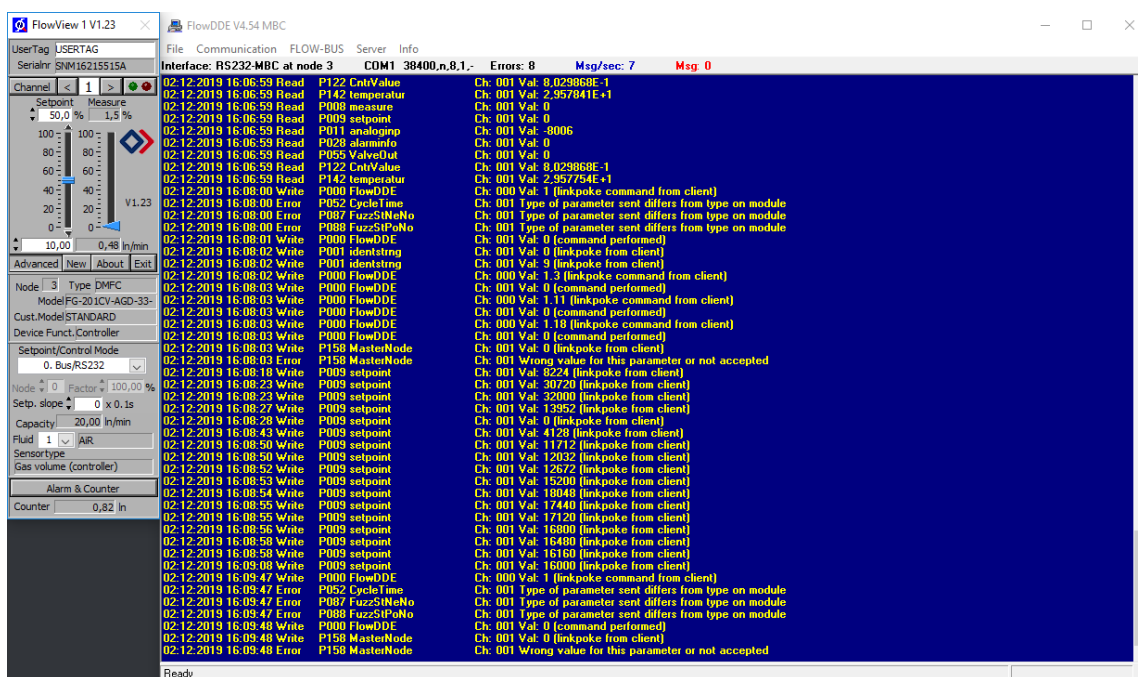 FlowView 1 V1.23
UserTag USERTAG
Serialnr SNM16215515A
Channel < 1 >
Setpoint Measure
50,0 % 1,5 %
100 100
80 80
60 60
40 40
20 20 V1.23
0 0
10,00 0,48 ln/min
Advanced New About Exit
Node 3 Type DMFC
Model FG-201CV-AGD-33-
Cust.Model STANDARD
Device Funct. Controller
Setpoint/Control Mode
0. Bus/RS232
Node 0 Factor 100,00 %
Setp. slope 0 x 0.1s
Capacity 20,00 ln/min
Fluid 1 AIR
Sensortype
Gas volume (controller)
Alarm & Counter
Counter 0,82 ln
FlowDDE V4.54 MBC
File Communication FLOW-BUS Server Info
Interface: RS232-MBC at node 3 COM1 38400,n,8,1,- Errors: 8 Msg/sec: 7 Msg: 0
02:12:2019 16:06:59 Read P122 CntrValue Ch: 001 Val: 8,029868E-1
02:12:2019 16:06:59 Read P142 temperatur Ch: 001 Val: 2,957841E+1
02:12:2019 16:06:59 Read P008 measure Ch: 001 Val: 0
02:12:2019 16:06:59 Read P009 setpoint Ch: 001 Val: 0
02:12:2019 16:06:59 Read P011 analoginp Ch: 001 Val: -8006
02:12:2019 16:06:59 Read P028 alarminfo Ch: 001 Val: 0
02:12:2019 16:06:59 Read P055 ValveOut Ch: 001 Val: 0
02:12:2019 16:06:59 Read P122 CntrValue Ch: 001 Val: 8,029868E-1
02:12:2019 16:06:59 Read P142 temperatur Ch: 001 Val: 2,957754E+1
02:12:2019 16:08:00 Write P000 FlowDDE Ch: 000 Val: 1 (linkpoke command from client)
02:12:2019 16:08:00 Error P052 CycleTime Ch: 001 Type of parameter sent differs from type on module
02:12:2019 16:08:00 Error P087 FuzzStNeNo Ch: 001 Type of parameter sent differs from type on module
02:12:2019 16:08:00 Error P088 FuzzStPoNo Ch: 001 Type of parameter sent differs from type on module
02:12:2019 16:08:01 Write P000 FlowDDE Ch: 001 Val: 0 (command performed)
02:12:2019 16:08:02 Write P001 identstrng Ch: 001 Val: 0 (linkpoke from client)
02:12:2019 16:08:02 Write P001 identstrng Ch: 001 Val: 9 (linkpoke from client)
02:12:2019 16:08:02 Write P000 FlowDDE Ch: 000 Val: 1.3 (linkpoke command from client)
02:12:2019 16:08:03 Write P000 FlowDDE Ch: 001 Val: 0 (command performed)
02:12:2019 16:08:03 Write P000 FlowDDE Ch: 000 Val: 1.11 (linkpoke command from client)
02:12:2019 16:08:03 Write P000 FlowDDE Ch: 001 Val: 0 (command performed)
02:12:2019 16:08:03 Write P000 FlowDDE Ch: 000 Val: 1.18 (linkpoke command from client)
02:12:2019 16:08:03 Write P000 FlowDDE Ch: 001 Val: 0 (command performed)
02:12:2019 16:08:03 Write P158 MasterNode Ch: 001 Val: 0 (linkpoke from client)
02:12:2019 16:08:03 Error P158 MasterNode Ch: 001 Wrong value for this parameter or not accepted
02:12:2019 16:08:18 Write P009 setpoint Ch: 001 Val: 8224 (linkpoke from client)
02:12:2019 16:08:23 Write P009 setpoint Ch: 001 Val: 30720 (linkpoke from client)
02:12:2019 16:08:23 Write P009 setpoint Ch: 001 Val: 32000 (linkpoke from client)
02:12:2019 16:08:27 Write P009 setpoint Ch: 001 Val: 13952 (linkpoke from client)
02:12:2019 16:08:28 Write P009 setpoint Ch: 001 Val: 0 (linkpoke from client)
02:12:2019 16:08:43 Write P009 setpoint Ch: 001 Val: 4128 (linkpoke from client)
02:12:2019 16:08:50 Write P009 setpoint Ch: 001 Val: 11712 (linkpoke from client)
02:12:2019 16:08:50 Write P009 setpoint Ch: 001 Val: 12032 (linkpoke from client)
02:12:2019 16:08:52 Write P009 setpoint Ch: 001 Val: 12672 (linkpoke from client)
02:12:2019 16:08:53 Write P009 setpoint Ch: 001 Val: 15200 (linkpoke from client)
02:12:2019 16:08:54 Write P009 setpoint Ch: 001 Val: 18048 (linkpoke from client)
02:12:2019 16:08:55 Write P009 setpoint Ch: 001 Val: 17440 (linkpoke from client)
02:12:2019 16:08:55 Write P009 setpoint Ch: 001 Val: 17120 (linkpoke from client)
02:12:2019 16:08:56 Write P009 setpoint Ch: 001 Val: 16800 (linkpoke from client)
02:12:2019 16:08:58 Write P009 setpoint Ch: 001 Val: 16480 (linkpoke from client)
02:12:2019 16:08:58 Write P009 setpoint Ch: 001 Val: 16160 (linkpoke from client)
02:12:2019 16:09:08 Write P009 setpoint Ch: 001 Val: 16000 (linkpoke from client)
02:12:2019 16:09:47 Write P000 FlowDDE Ch: 000 Val: 1 (linkpoke command from client)
02:12:2019 16:09:47 Error P052 CycleTime Ch: 001 Type of parameter sent differs from type on module
02:12:2019 16:09:47 Error P087 FuzzStNeNo Ch: 001 Type of parameter sent differs from type on module
02:12:2019 16:09:47 Error P088 FuzzStPoNo Ch: 001 Type of parameter sent differs from type on module
02:12:2019 16:09:48 Write P000 FlowDDE Ch: 001 Val: 0 (command performed)
02:12:2019 16:09:48 Write P158 MasterNode Ch: 001 Val: 0 (linkpoke from client)
02:12:2019 16:09:48 Error P158 MasterNode Ch: 001 Wrong value for this parameter or not accepted
Ready